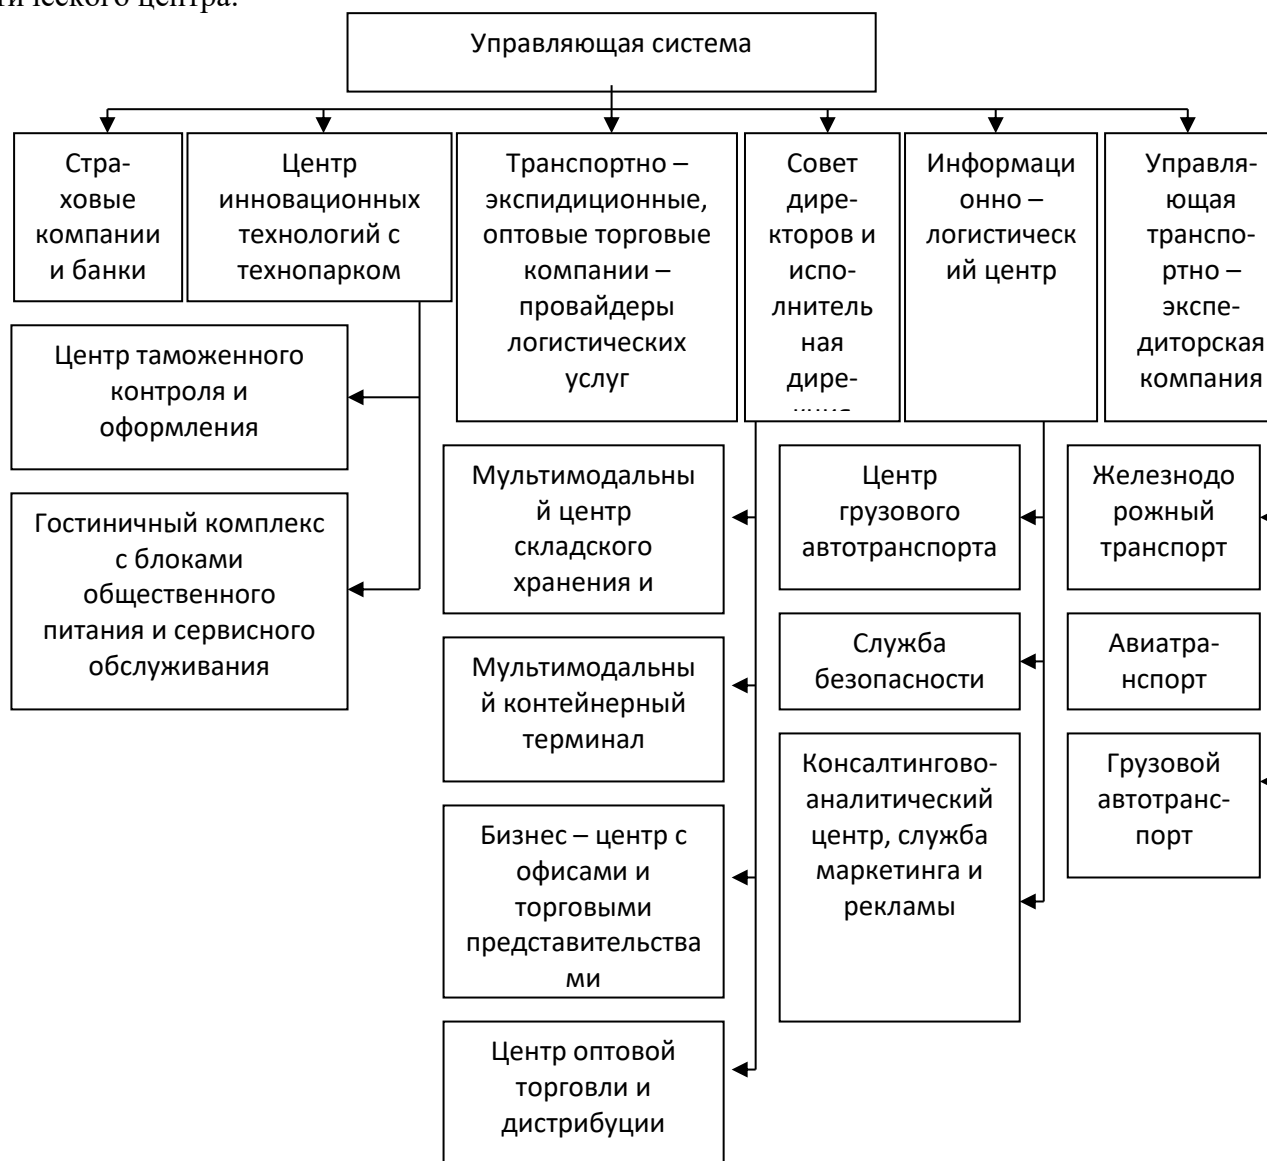 тического центра.
Управляющая система
Стра-
ховые
компании
и банки
Центр
инновационных
технологий с
технопарком
Транспортно –
экспидиционные,
оптовые торговые
компании –
провайдеры
логистических
услуг
Совет
дире-
кторов и
испо-
лнитель
ная
дире-
кция
Информаци
онно –
логистическ
ий центр
Управля-
ющая
транспо-
ртно –
экспе-
диторская
компания
Центр таможенного
контроля и
оформления
Гостиничный комплекс
с блоками
общественного
питания и сервисного
обслуживания
Мультимодальны
й центр
складского
хранения и
Мультимодальны
й контейнерный
терминал
Бизнес – центр с
офисами и
торговыми
представительства
ми
Центр оптовой
торговли и
дистрибуции
Центр
грузового
автотранспорта
Служба
безопасности
Консалтингово-
аналитический
центр, служба
маркетинга и
рекламы
Железнодо
рожный
транспорт
Авиатра-
нспорт
Грузовой
автотранс-
порт